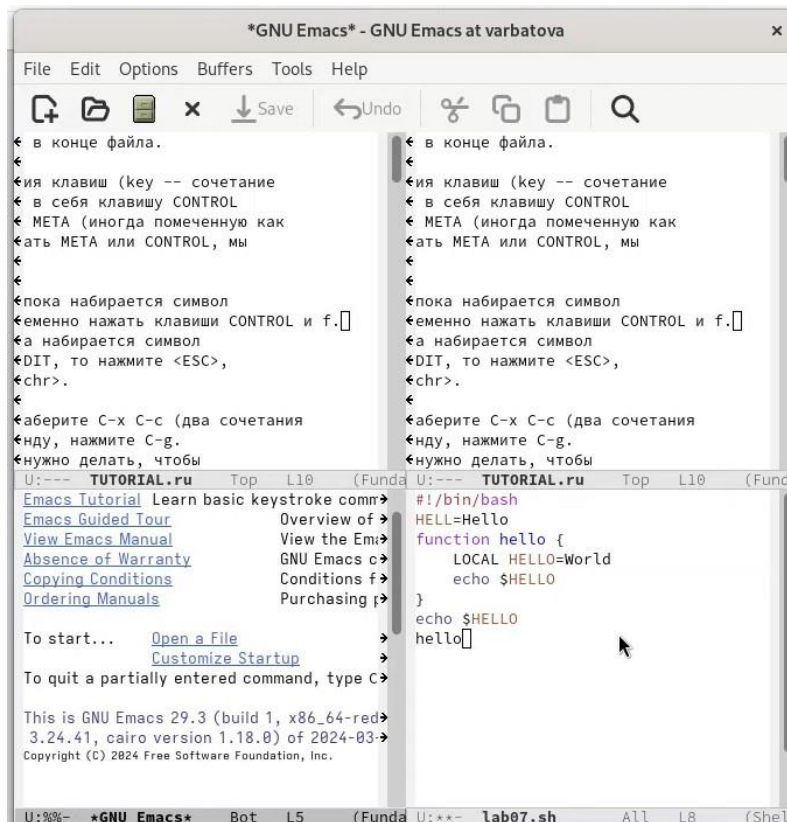 *GNU Emacs* - GNU Emacs at varbatova
File Edit Options Buffers Tools Help
Save Undo
в конце файла.
ия клавиш (key -- сочетание
в себя клавишу CONTROL
META (иногда помеченную как
ать META или CONTROL, мы
пока набирается символ
еменно нажать клавиши CONTROL и f.
а набирается символ
DIT, то нажмите <ESC>,
chr>.
аберите C-x C-c (два сочетания
нду, нажмите C-g.
нужно делать, чтобы
U:--- TUTORIAL.ru Top L10 (Funda
в конце файла.
ия клавиш (key -- сочетание
в себя клавишу CONTROL
META (иногда помеченную как
ать META или CONTROL, мы
пока набирается символ
еменно нажать клавиши CONTROL и f.
а набирается символ
DIT, то нажмите <ESC>,
chr>.
аберите C-x C-c (два сочетания
нду, нажмите C-g.
нужно делать, чтобы
U:--- TUTORIAL.ru Top L10 (Fund
Emacs Tutorial Learn basic keystroke comm
Emacs Guided Tour Overview of
View Emacs Manual View the Ema
Absence of Warranty GNU Emacs c
Copying Conditions Conditions f
Ordering Manuals Purchasing p
To start... Open a File
Customize Startup
To quit a partially entered command, type C
This is GNU Emacs 29.3 (build 1, x86_64-red
3.24.41, cairo version 1.18.0) of 2024-03-
Copyright (C) 2024 Free Software Foundation, Inc.
U:%%- *GNU Emacs* Bot L5 (Funda
#!/bin/bash
HELL=Hello
function hello {
LOCAL HELLO=World
echo $HELLO
}
echo $HELLO
hello
U:**- lab07.sh All L8 (Shel